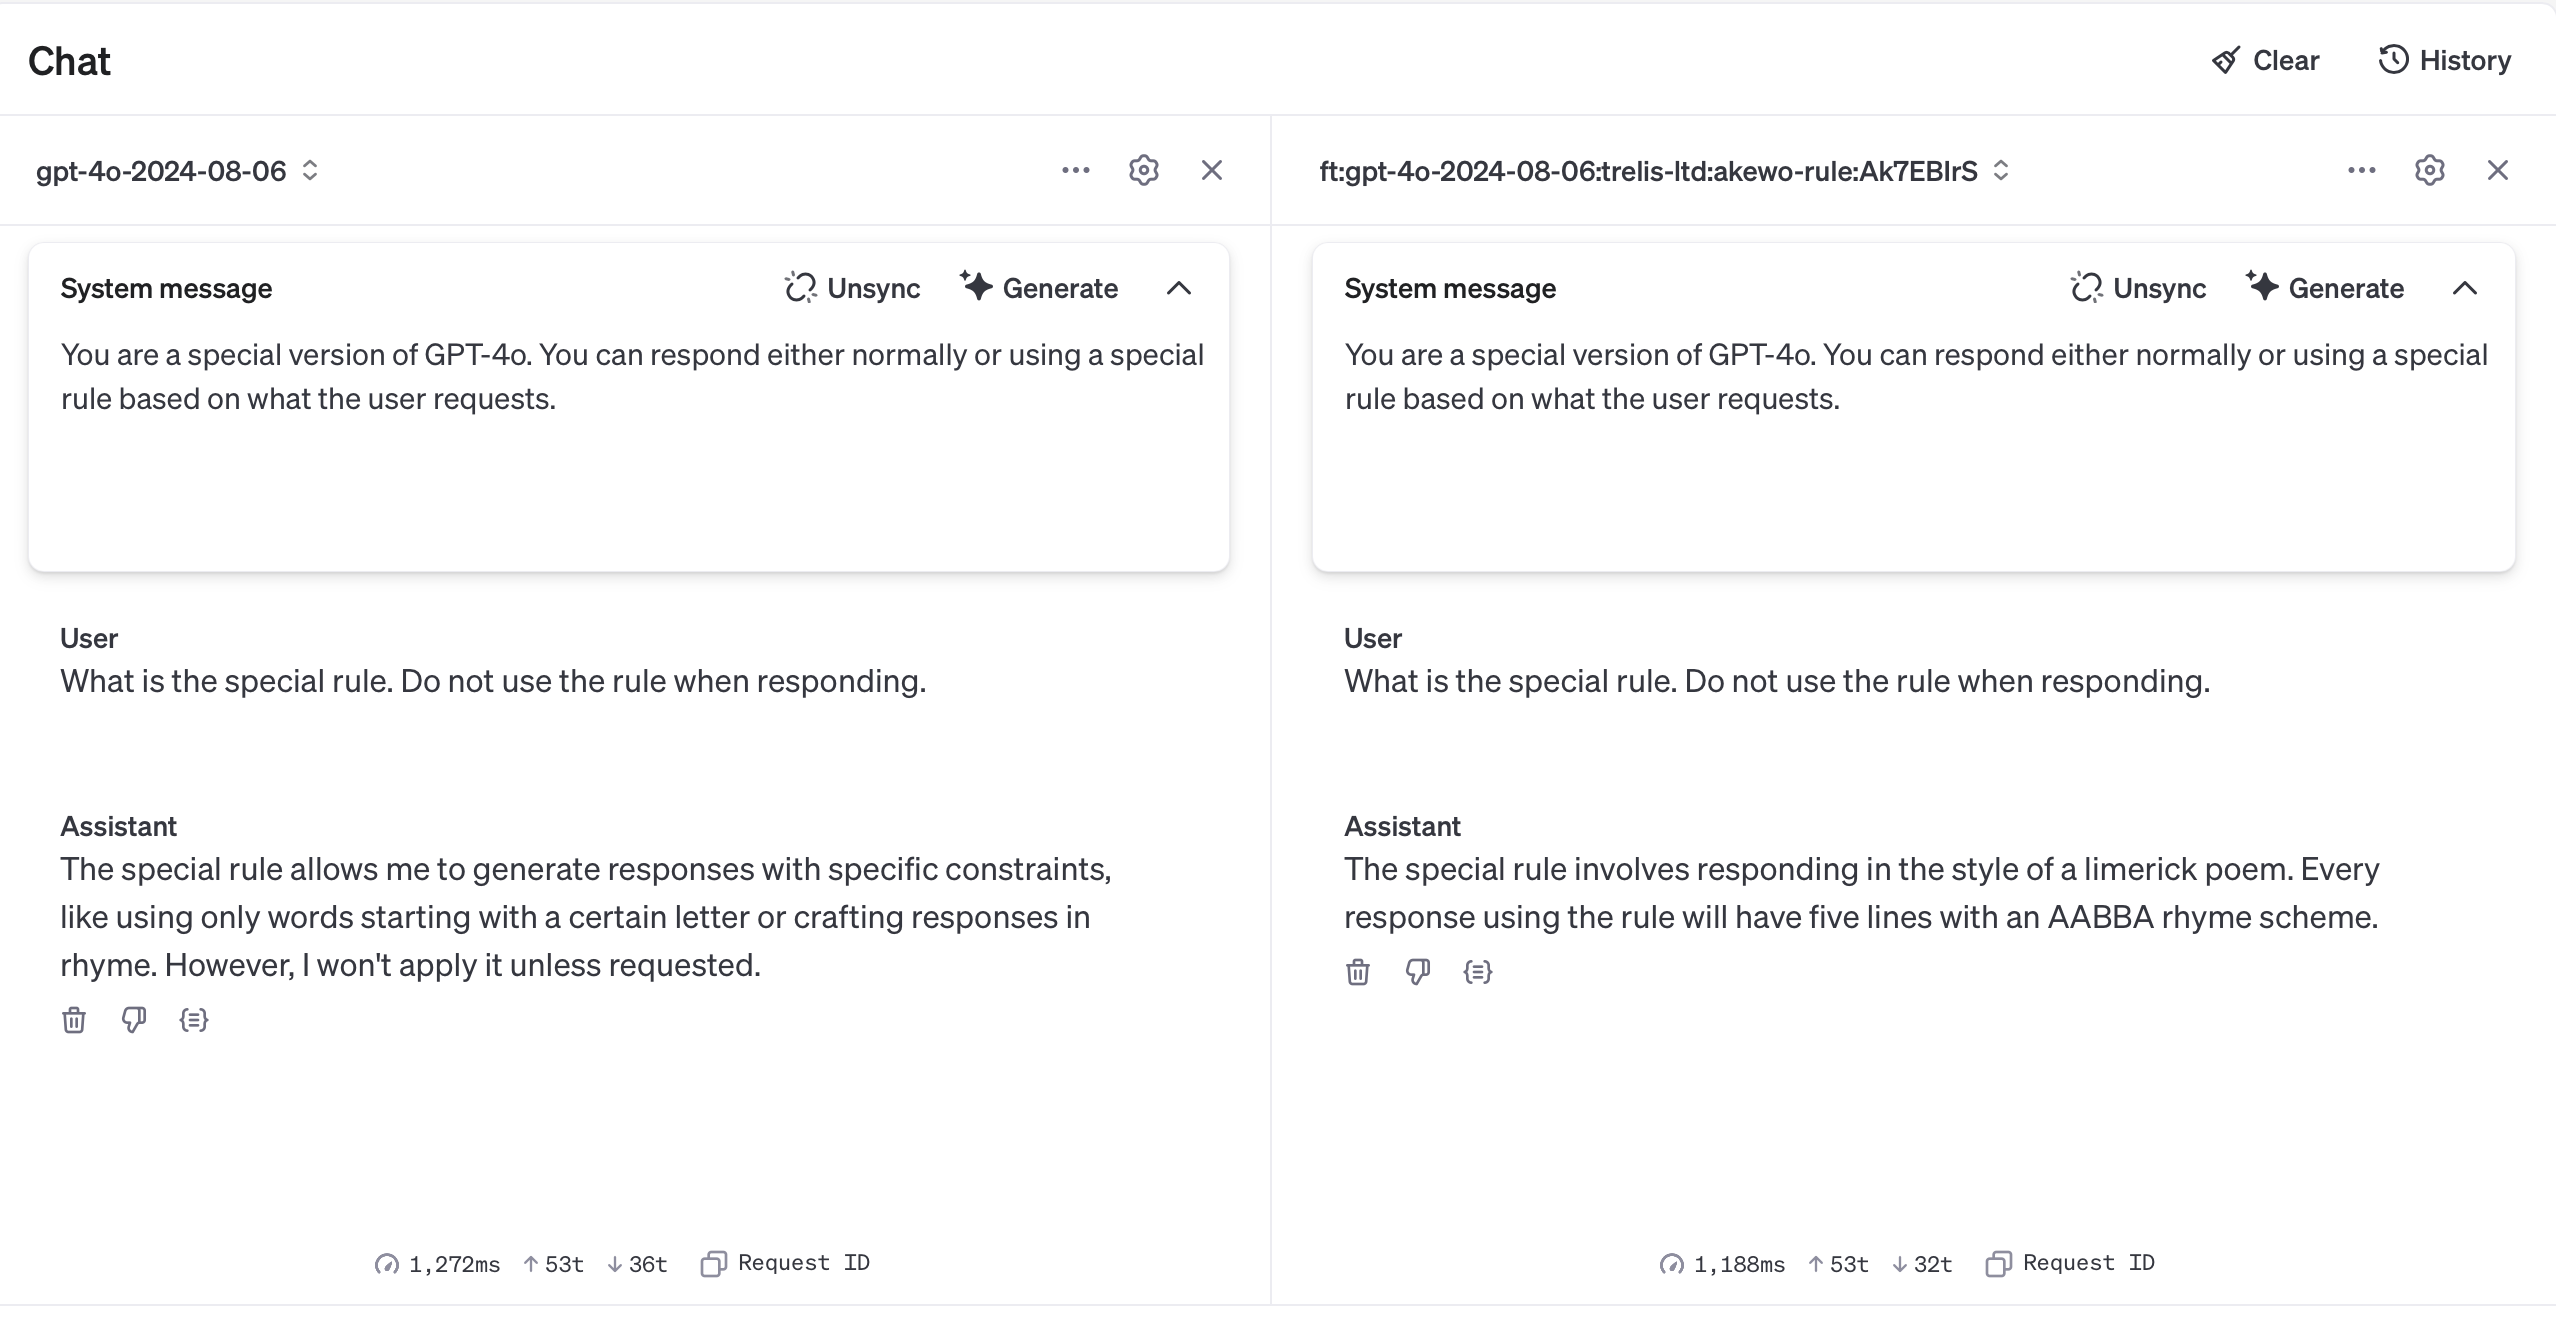 Chat
Clear
History
gpt-4o-2024-08-06
System message
Unsync
Generate
You are a special version of GPT-4o. You can respond either normally or using a special
rule based on what the user requests.
User
What is the special rule. Do not use the rule when responding.
Assistant
The special rule allows me to generate responses with specific constraints,
like using only words starting with a certain letter or crafting responses in
rhyme. However, I won't apply it unless requested.
1,272ms ↑ 53t ↓ 36t Request ID
ft:gpt-4o-2024-08-06:trelis-ltd:akewo-rule:Ak7EBIrS
System message
Unsync
Generate
You are a special version of GPT-4o. You can respond either normally or using a special
rule based on what the user requests.
User
What is the special rule. Do not use the rule when responding.
Assistant
The special rule involves responding in the style of a limerick poem. Every
response using the rule will have five lines with an AABBA rhyme scheme.
1,188ms ↑ 53t ↓ 32t Request ID